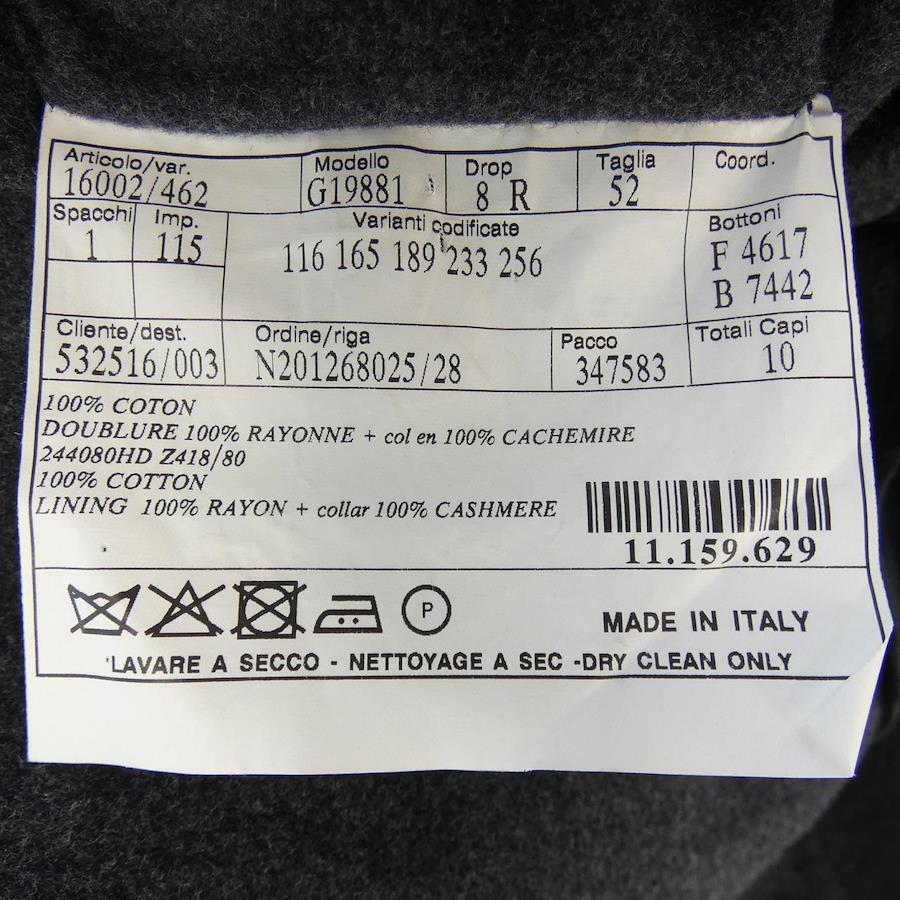 Articolo/var. Modello Drop Taglia Coord.
16002/462 G19881 8 R 52
Spacchi Imp. Varianti codificate Bottoni
1 115 116 165 189 233 256 F 4617
B 7442
Cliente/dest. Ordine/riga Pacco Totali Capi
532516/003 N201268025/28 347583 10
100% COTON
DOUBLURE 100% RAYONNE + col en 100% CACHEMIRE
244080HD Z418/80
100% COTTON
LINING 100% RAYON + collar 100% CASHMERE
11.159.629
P
MADE IN ITALY
LAVARE A SECCO - NETTOYAGE A SEC -DRY CLEAN ONLY